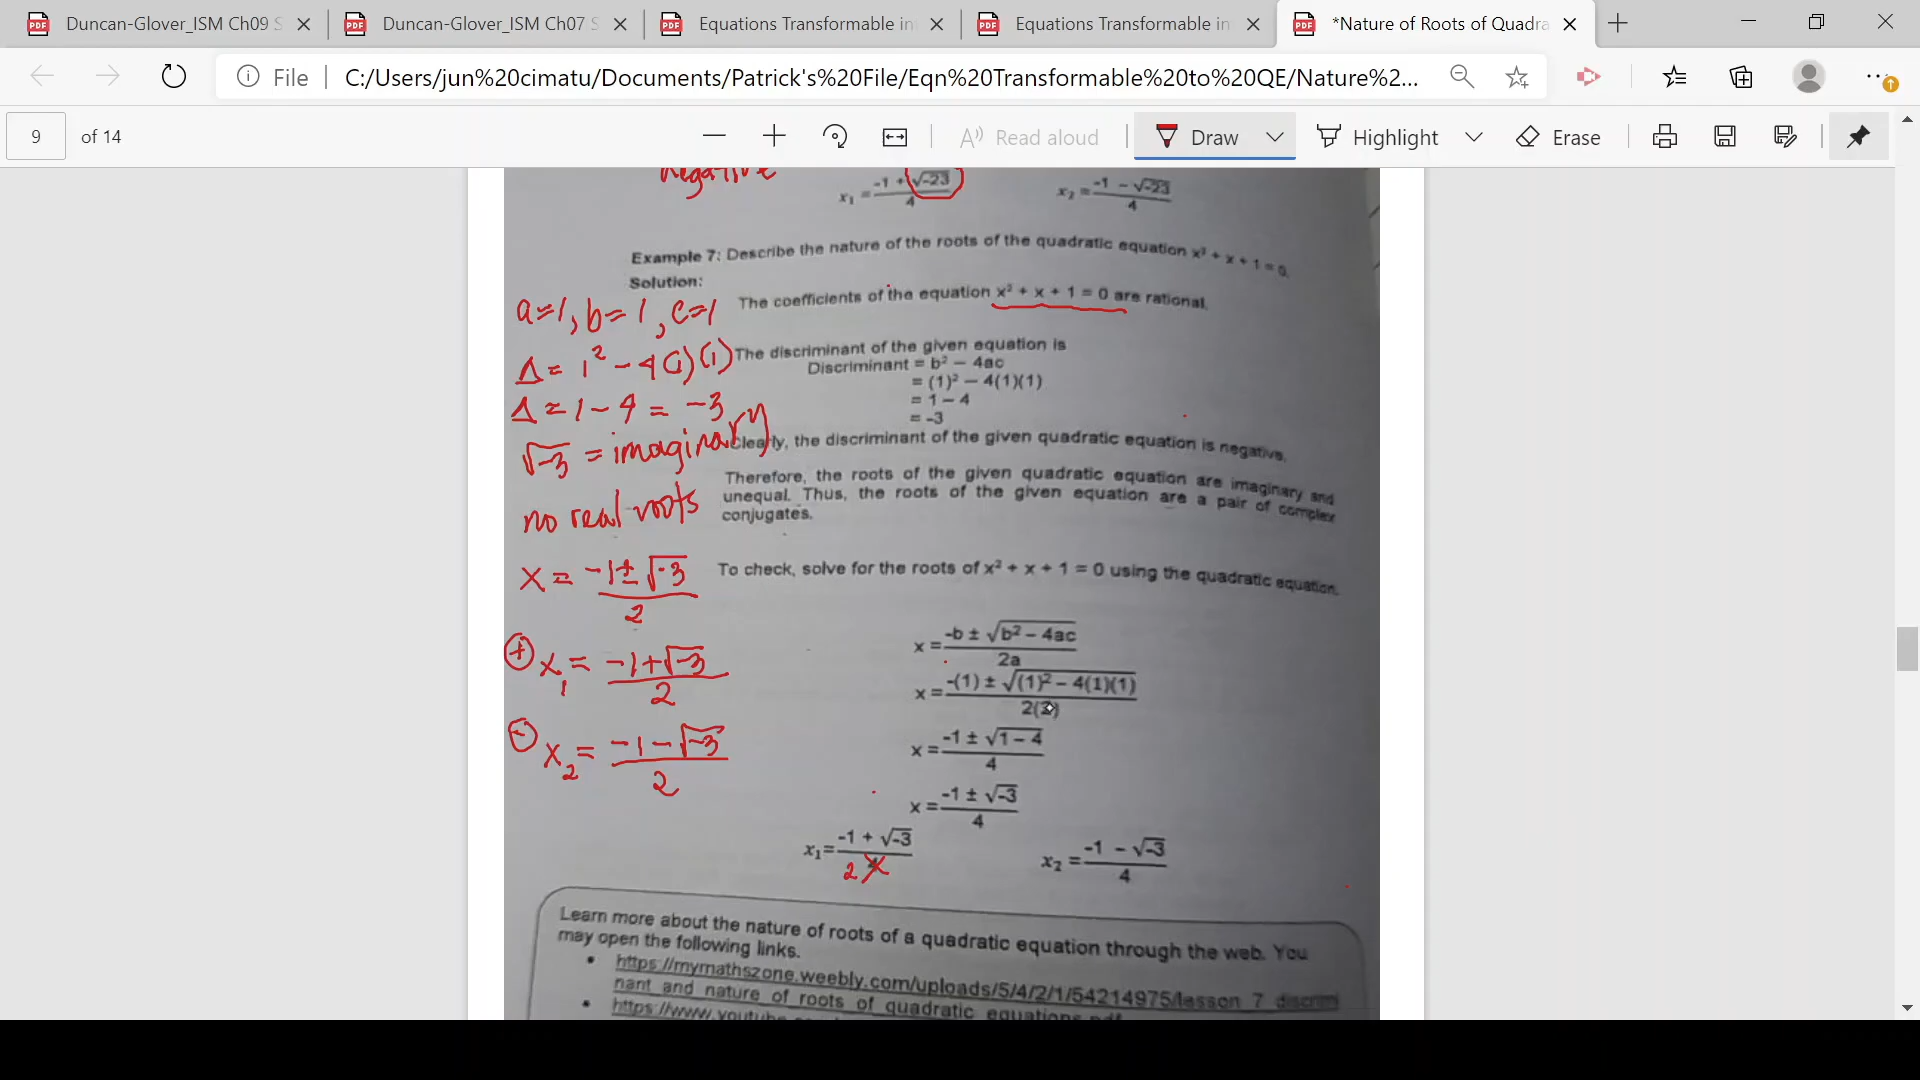 Duncan-Glover_ISM Ch09 S
Duncan-Glover_ISM Ch07 S
Equations Transformable in
Equations Transformable in
*Nature of Roots of Quadra
File
C:/Users/jun%20cimatu/Documents/Patrick's%20File/Eqn%20Transformable%20to%20QE/Nature%2...
9 of 14
Read aloud
Draw
Highlight
Erase
negative
x₁ = (-1 + √-23)/4
x₂ = (-1 - √-23)/4
Example 7: Describe the nature of the roots of the quadratic equation x² + x + 1 = 0.
Solution:
a=1, b=1, c=1
The coefficients of the equation x² + x + 1 = 0 are rational.
Δ = 1² - 4(1)(1)
The discriminant of the given equation is
Discriminant = b² - 4ac
= (1)² - 4(1)(1)
Δ = 1 - 4 = -3
= 1 - 4
= -3
√-3 = imaginary
Clearly, the discriminant of the given quadratic equation is negative.
Therefore, the roots of the given quadratic equation are imaginary and
unequal. Thus, the roots of the given equation are a pair of complex
conjugates.
no real roots
x = (-1 ± √-3)/2
To check, solve for the roots of x² + x + 1 = 0 using the quadratic equation.
x = (-b ± √(b² - 4ac))/2a
+ x₁ = (-1 + √-3)/2
x = (-(1) ± √((1)² - 4(1)(1)))/2(2)
- x₂ = (-1 - √-3)/2
x = (-1 ± √(1 - 4))/4
x = (-1 ± √-3)/4
x₁ = (-1 + √-3)/
2
x₂ = (-1 - √-3)/4
Learn more about the nature of roots of a quadratic equation through the web. You
may open the following links.
• https://mymathszone.weebly.com/uploads/5/4/2/1/54214975/lesson_7_discrimi
nant_and_nature_of_roots_of_quadratic_equations.pdf